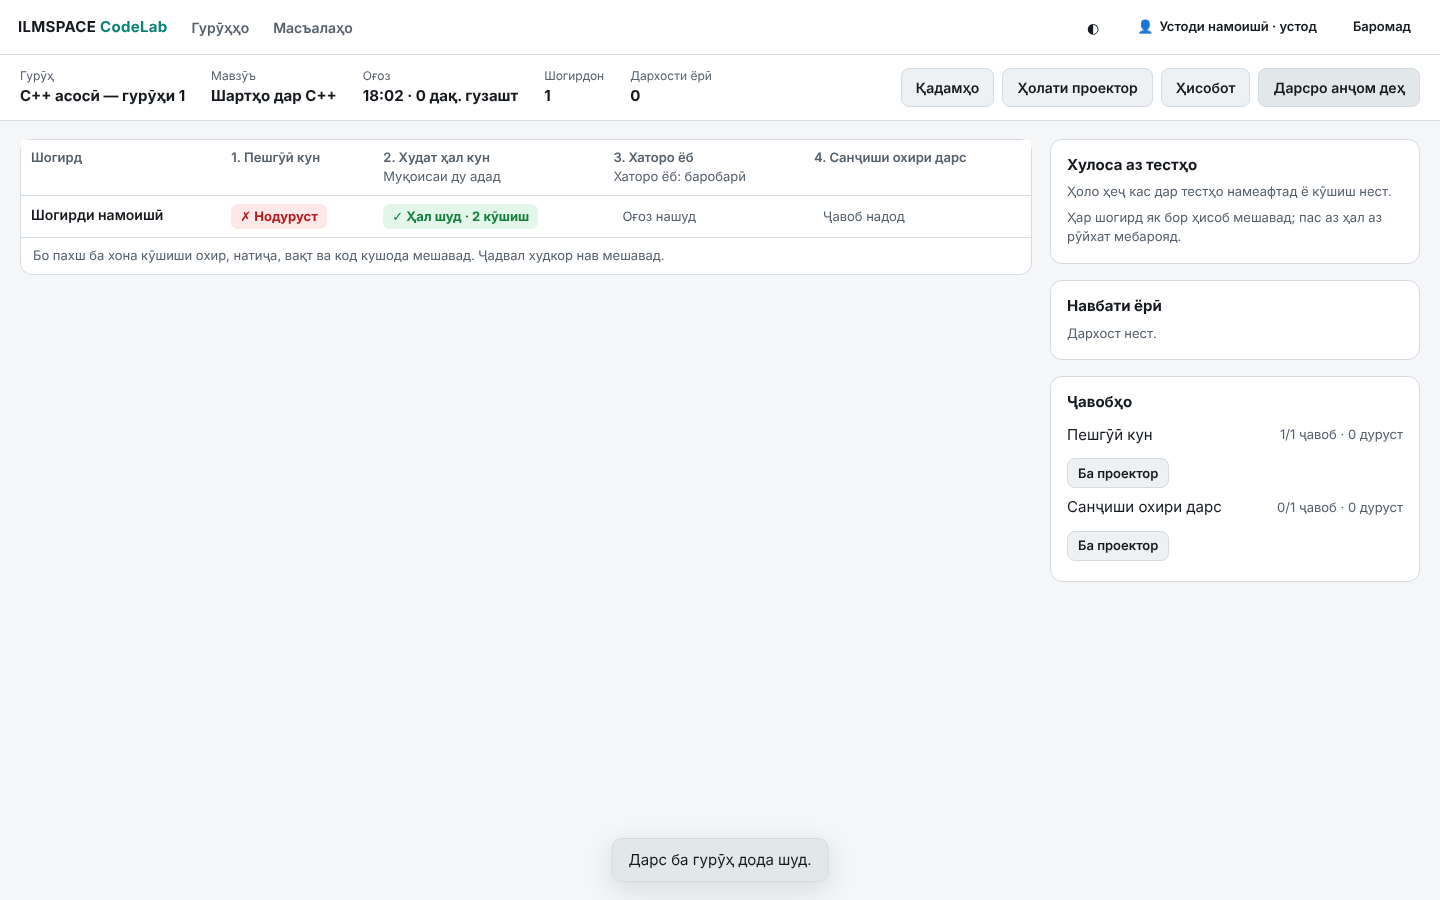 ILMSPACE CodeLab
Гурӯҳҳо
Масъалаҳо
Устоди намоишӣ · устод
Баромад
Гурӯҳ
C++ асосӣ — гурӯҳи 1
Мавзӯъ
Шартҳо дар C++
Оғоз
18:02 · 0 дақ. гузашт
Шогирдон
1
Дархости ёрӣ
0
Қадамҳо
Ҳолати проектор
Ҳисобот
Дарсро анҷом деҳ
Шогирд
1. Пешгӯӣ кун
2. Худат ҳал кун
Муқоисаи ду адад
3. Хаторо ёб
Хаторо ёб: баробарӣ
4. Санҷиши охири дарс
Шогирди намоишӣ
✗ Нодуруст
✓ Ҳал шуд · 2 кӯшиш
Оғоз нашуд
Ҷавоб надод
Бо пахш ба хона кӯшиши охир, натиҷа, вақт ва код кушода мешавад. Ҷадвал худкор нав мешавад.
Хулоса аз тестҳо
Ҳоло ҳеҷ кас дар тестҳо намеафтад ё кӯшиш нест.
Ҳар шогирд як бор ҳисоб мешавад; пас аз ҳал аз
рӯйхат мебарояд.
Навбати ёрӣ
Дархост нест.
Ҷавобҳо
Пешгӯӣ кун
1/1 ҷавоб · 0 дуруст
Ба проектор
Санҷиши охири дарс
0/1 ҷавоб · 0 дуруст
Ба проектор
Дарс ба гурӯҳ дода шуд.